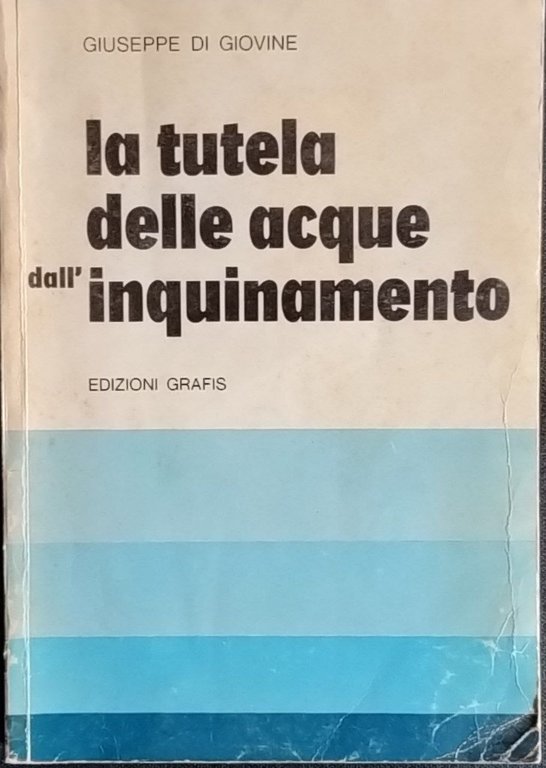 GIUSEPPE DI GIOVINE
la tutela
delle acque
dall'inquinamento
EDIZIONI GRAFIS